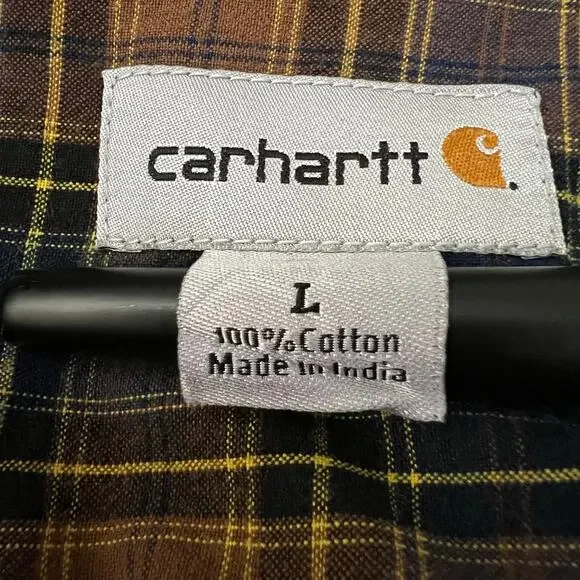 carhartt
L
100% Cotton
Made in India